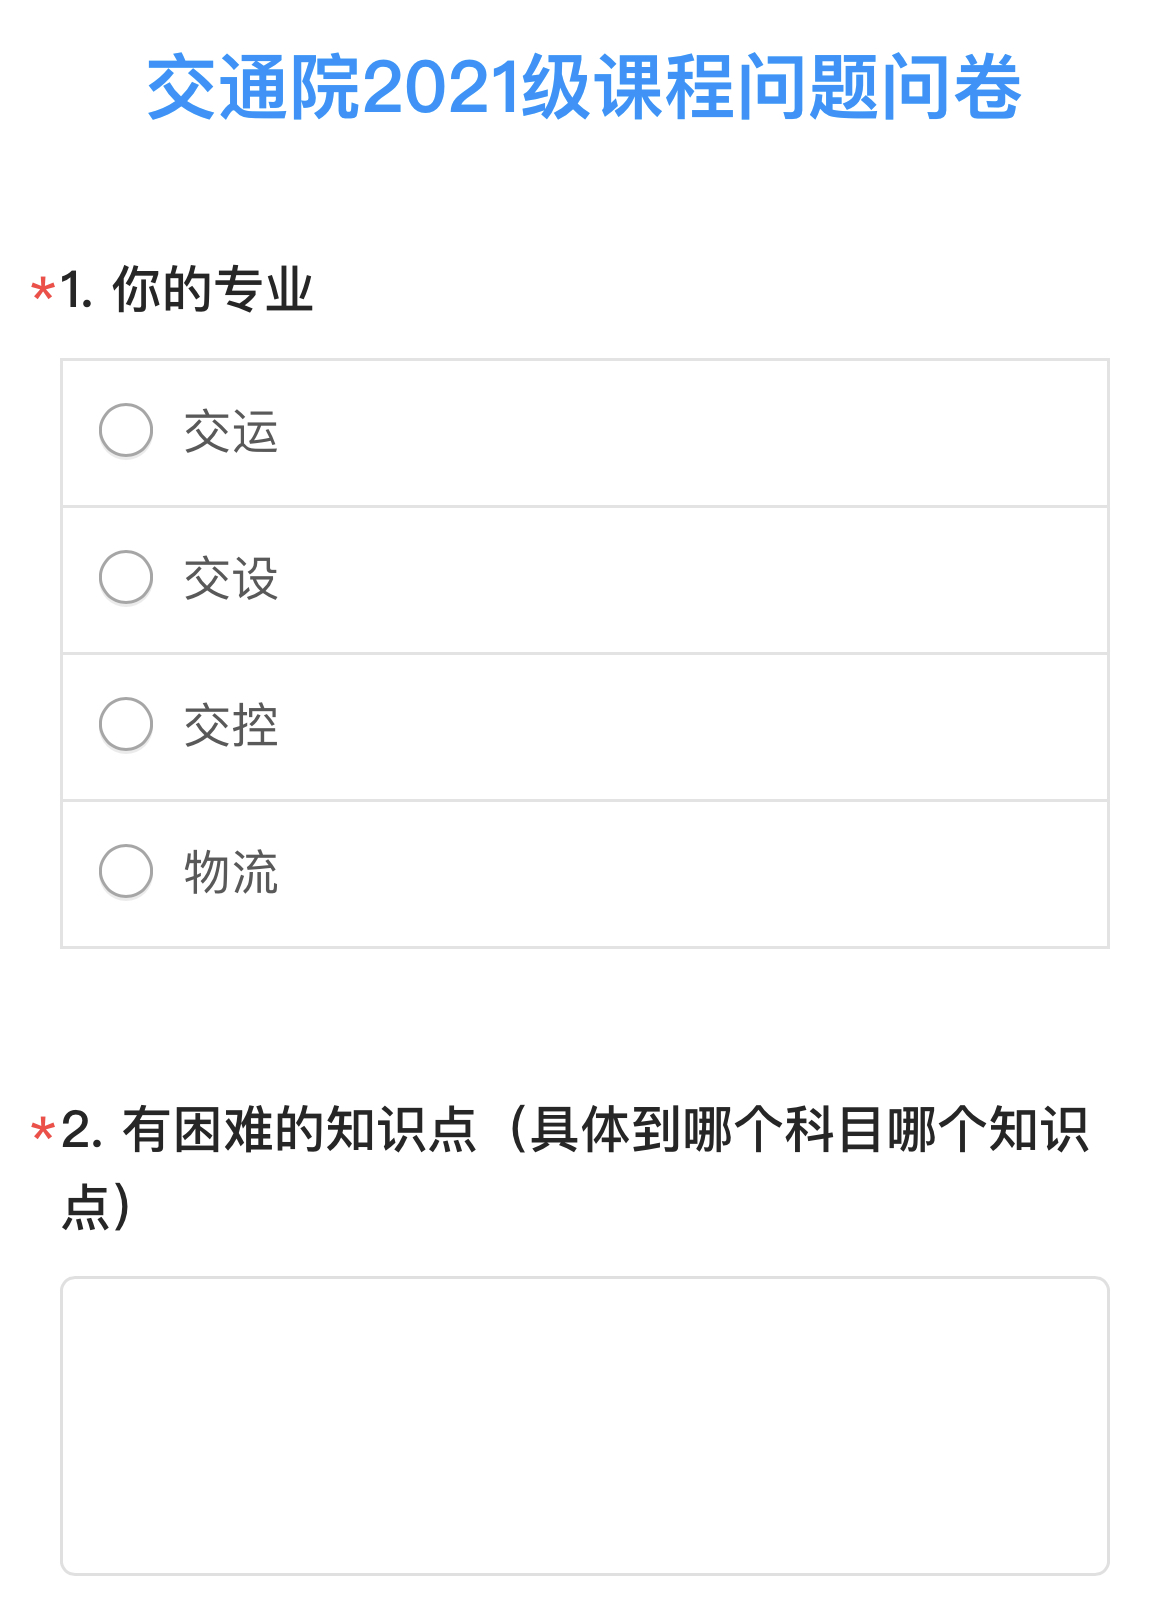 交通院2021级课程问题问卷
*1. 你的专业
交运
交设
交控
物流
*2. 有困难的知识点（具体到哪个科目哪个知识
点）